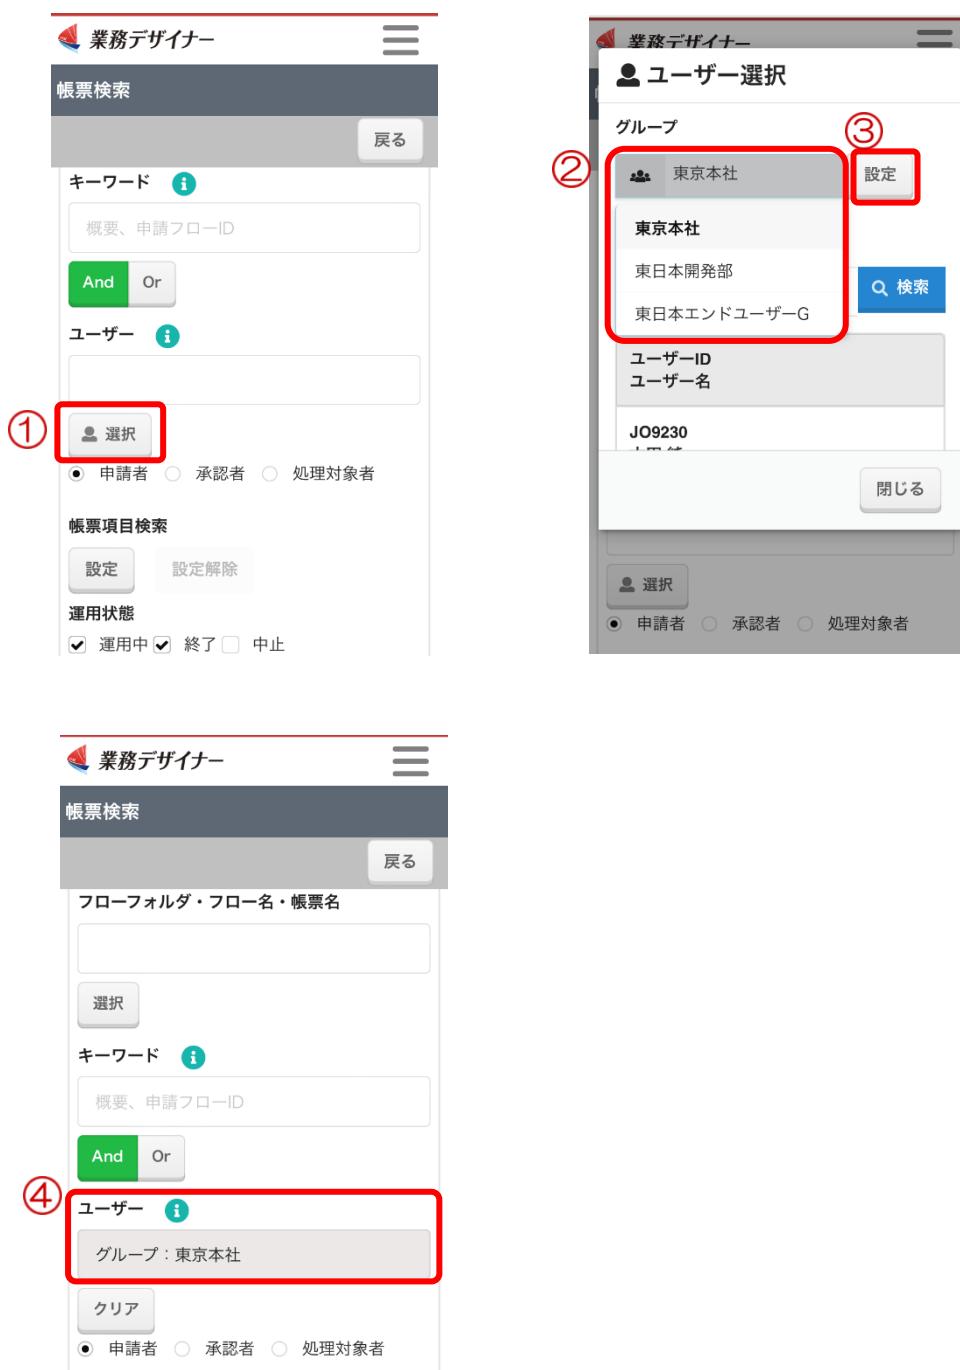 業務デザイナー
帳票検索
戻る
キーワード
概要、申請フローID
And Or
ユーザー
①
選択
申請者 承認者 処理対象者
帳票項目検索
設定 設定解除
運用状態
運用中 終了 中止
業務デザイナー
ユーザー選択
グループ
③
②
東京本社 設定
東京本社
東日本開発部
検索
東日本エンドユーザーG
ユーザーID
ユーザー名
JO9230
閉じる
選択
申請者 承認者 処理対象者
業務デザイナー
帳票検索
戻る
フローフォルダ・フロー名・帳票名
選択
キーワード
概要、申請フローID
And Or
④
ユーザー
グループ：東京本社
クリア
申請者 承認者 処理対象者